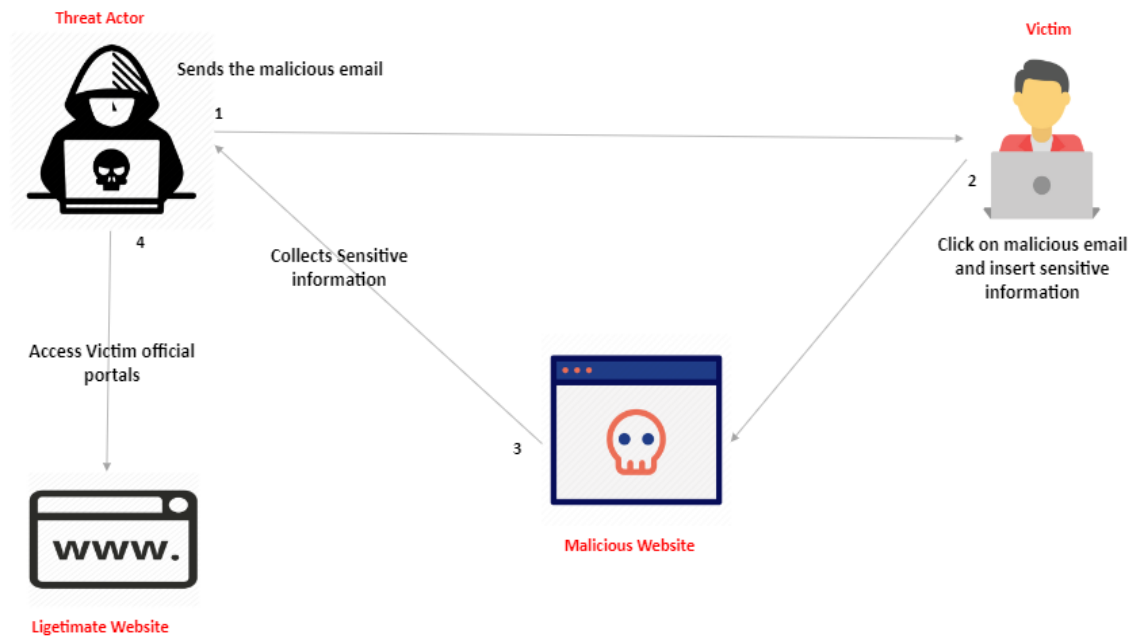 Threat Actor
Victim
Sends the malicious email
1
2
4
Click on malicious email
and insert sensitive
information
Collects Sensitive
information
Access Victim official
portals
3
www.
Malicious Website
Ligetimate Website